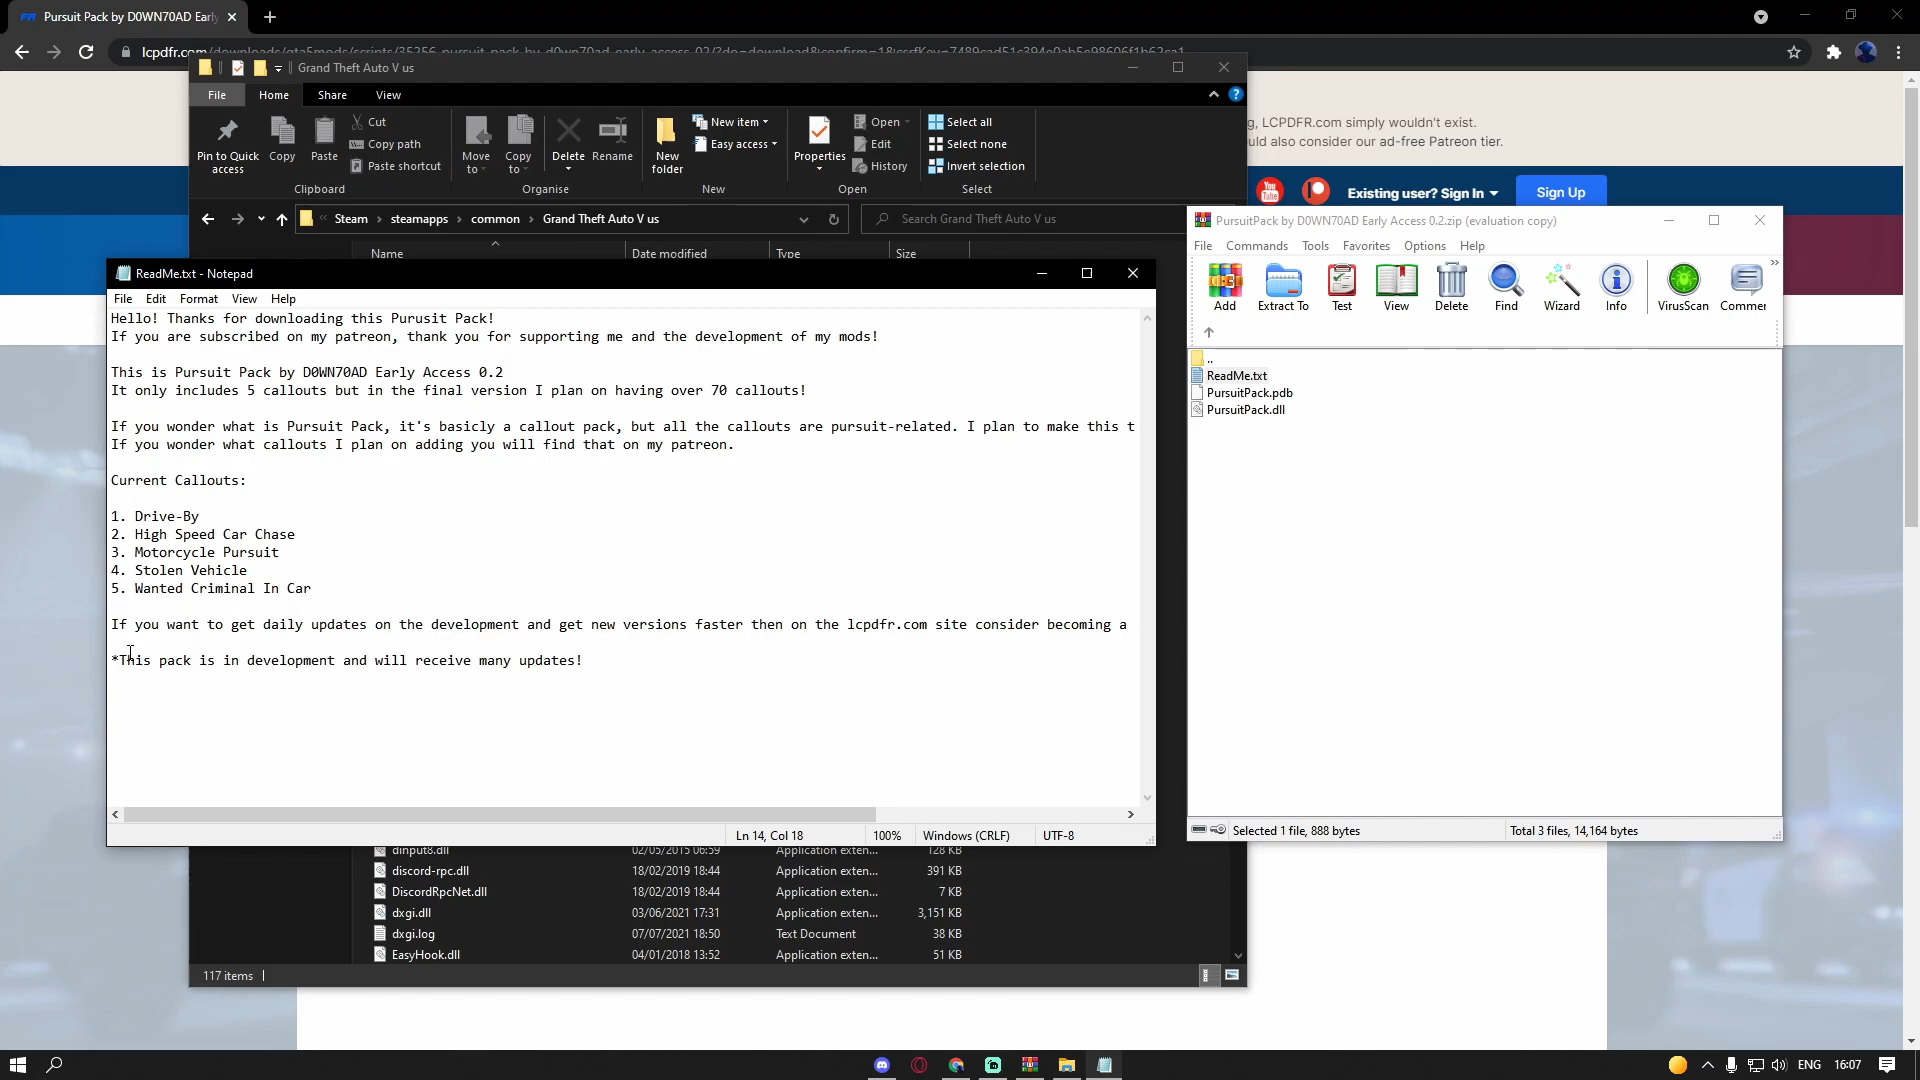 Pursuit Pack by D0WN70AD Early
Grand Theft Auto V us
File Home Share View
Pin to Quick access
Copy
Paste
Cut
Copy path
Paste shortcut
Clipboard
Move to
Copy to
Delete
Rename
Organise
New folder
New item
Easy access
New
Properties
Open
Edit
History
Open
Select all
Select none
Invert selection
Select
Steam > steamapps > common > Grand Theft Auto V us
Search Grand Theft Auto V us
Name Date modified Type Size
g, LCPDFR.com simply wouldn't exist.
uld also consider our ad-free Patreon tier.
Existing user? Sign In
Sign Up
ReadMe.txt - Notepad
File Edit Format View Help
Hello! Thanks for downloading this Purusit Pack!
If you are subscribed on my patreon, thank you for supporting me and the development of my mods!
This is Pursuit Pack by D0WN70AD Early Access 0.2
It only includes 5 callouts but in the final version I plan on having over 70 callouts!
If you wonder what is Pursuit Pack, it's basicly a callout pack, but all the callouts are pursuit-related. I plan to make this t
If you wonder what callouts I plan on adding you will find that on my patreon.
Current Callouts:
1. Drive-By
2. High Speed Car Chase
3. Motorcycle Pursuit
4. Stolen Vehicle
5. Wanted Criminal In Car
If you want to get daily updates on the development and get new versions faster then on the lcpdfr.com site consider becoming a
*This pack is in development and will receive many updates!
Ln 14, Col 18 100% Windows (CRLF) UTF-8
PursuitPack by D0WN70AD Early Access 0.2.zip (evaluation copy)
File Commands Tools Favorites Options Help
Add Extract To Test View Delete Find Wizard Info VirusScan Commer
..
ReadMe.txt
PursuitPack.pdb
PursuitPack.dll
Selected 1 file, 888 bytes
Total 3 files, 14,164 bytes
dinput8.dll 02/05/2015 06:59 Application exten... 128 KB
discord-rpc.dll 18/02/2019 18:44 Application exten... 391 KB
DiscordRpcNet.dll 18/02/2019 18:44 Application exten... 7 KB
dxgi.dll 03/06/2021 17:31 Application exten... 3,151 KB
dxgi.log 07/07/2021 18:50 Text Document 38 KB
EasyHook.dll 04/01/2018 13:52 Application exten... 51 KB
117 items
ENG 16:07